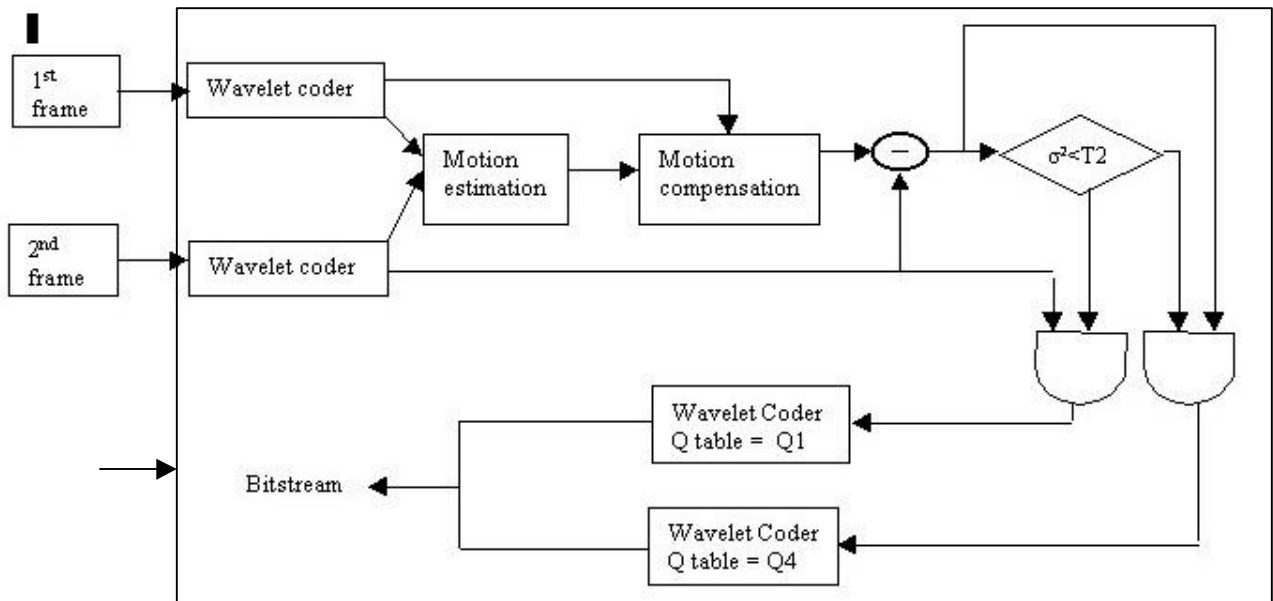 1st
frame
Wavelet coder
Motion
estimation
Motion
compensation
−
σ²<T2
2nd
frame
Wavelet coder
Wavelet Coder
Q table = Q1
Bitstream
Wavelet Coder
Q table = Q4